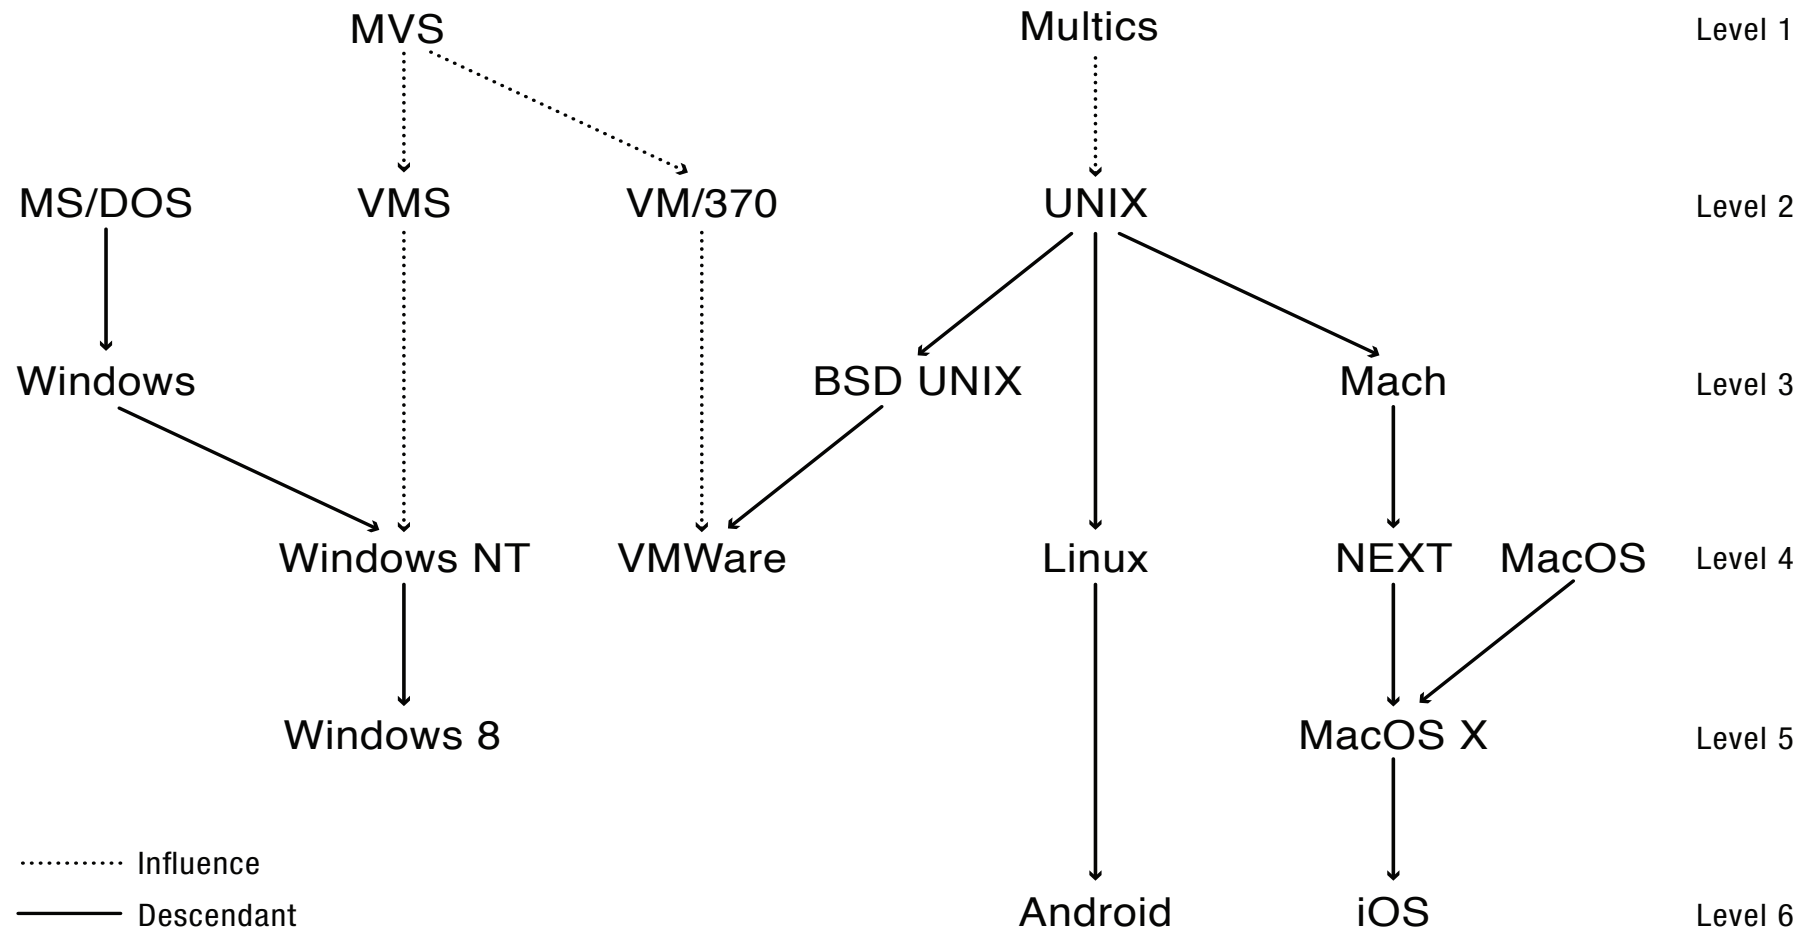 MVS Multics Level 1
MS/DOS VMS VM/370 UNIX Level 2
Windows BSD UNIX Mach Level 3
Windows NT VMWare Linux NEXT MacOS Level 4
Windows 8 MacOS X Level 5
Influence
Descendant
Android iOS Level 6